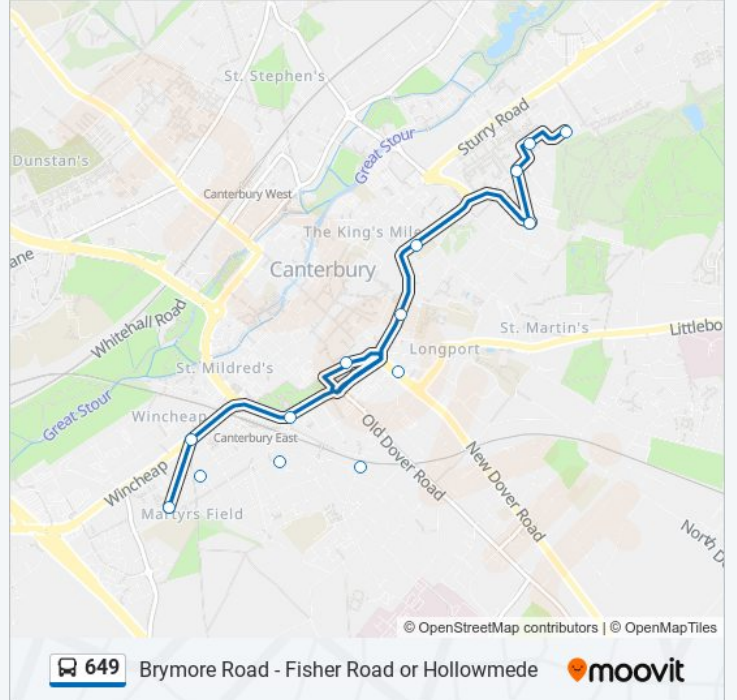 St. Stephen's
Sturry Road
Great Stour
Dunstan's
Canterbury West
The King's Mile
ane
Canterbury
Whitehall Road
St. Martin's
Littlebo
Longport
St. Mildred's
Great Stour
Wincheap
Canterbury East
Old Dover Road
New Dover Road
Wincheap
Martyrs Field
North D
© OpenStreetMap contributors | © OpenMapTiles
649 Brymore Road - Fisher Road or Hollowmede moovit